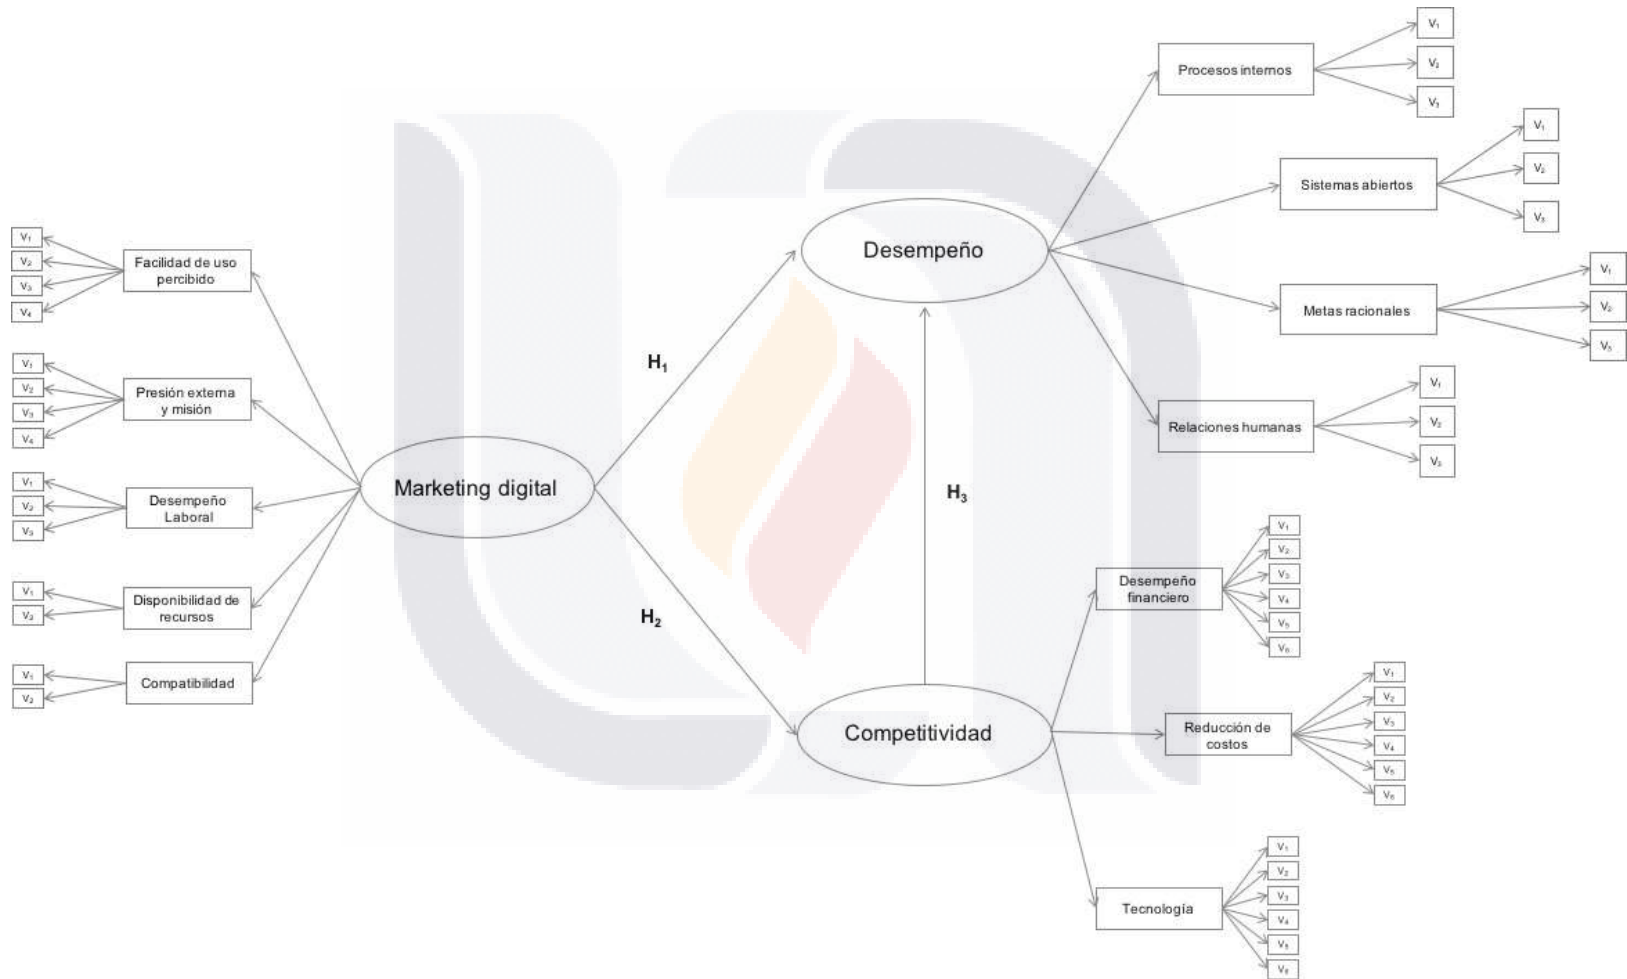 V₁
V₂
V₃
V₄
Facilidad de uso
percibido
V₁
V₂
V₃
V₄
Presión externa
y misión
V₁
V₂
V₃
Desempeño
Laboral
V₁
V₂
Disponibilidad de
recursos
V₁
V₂
Compatibilidad
Marketing digital
H₁
H₂
H₃
Desempeño
Competitividad
Procesos internos
V₁
V₂
V₃
Sistemas abiertos
V₁
V₂
V₃
Metas racionales
V₁
V₂
V₃
Relaciones humanas
V₁
V₂
V₃
Desempeño
financiero
V₁
V₂
V₃
V₄
V₅
V₆
Reducción de
costos
V₁
V₂
V₃
V₄
V₅
V₆
Tecnología
V₁
V₂
V₃
V₄
V₅
V₆